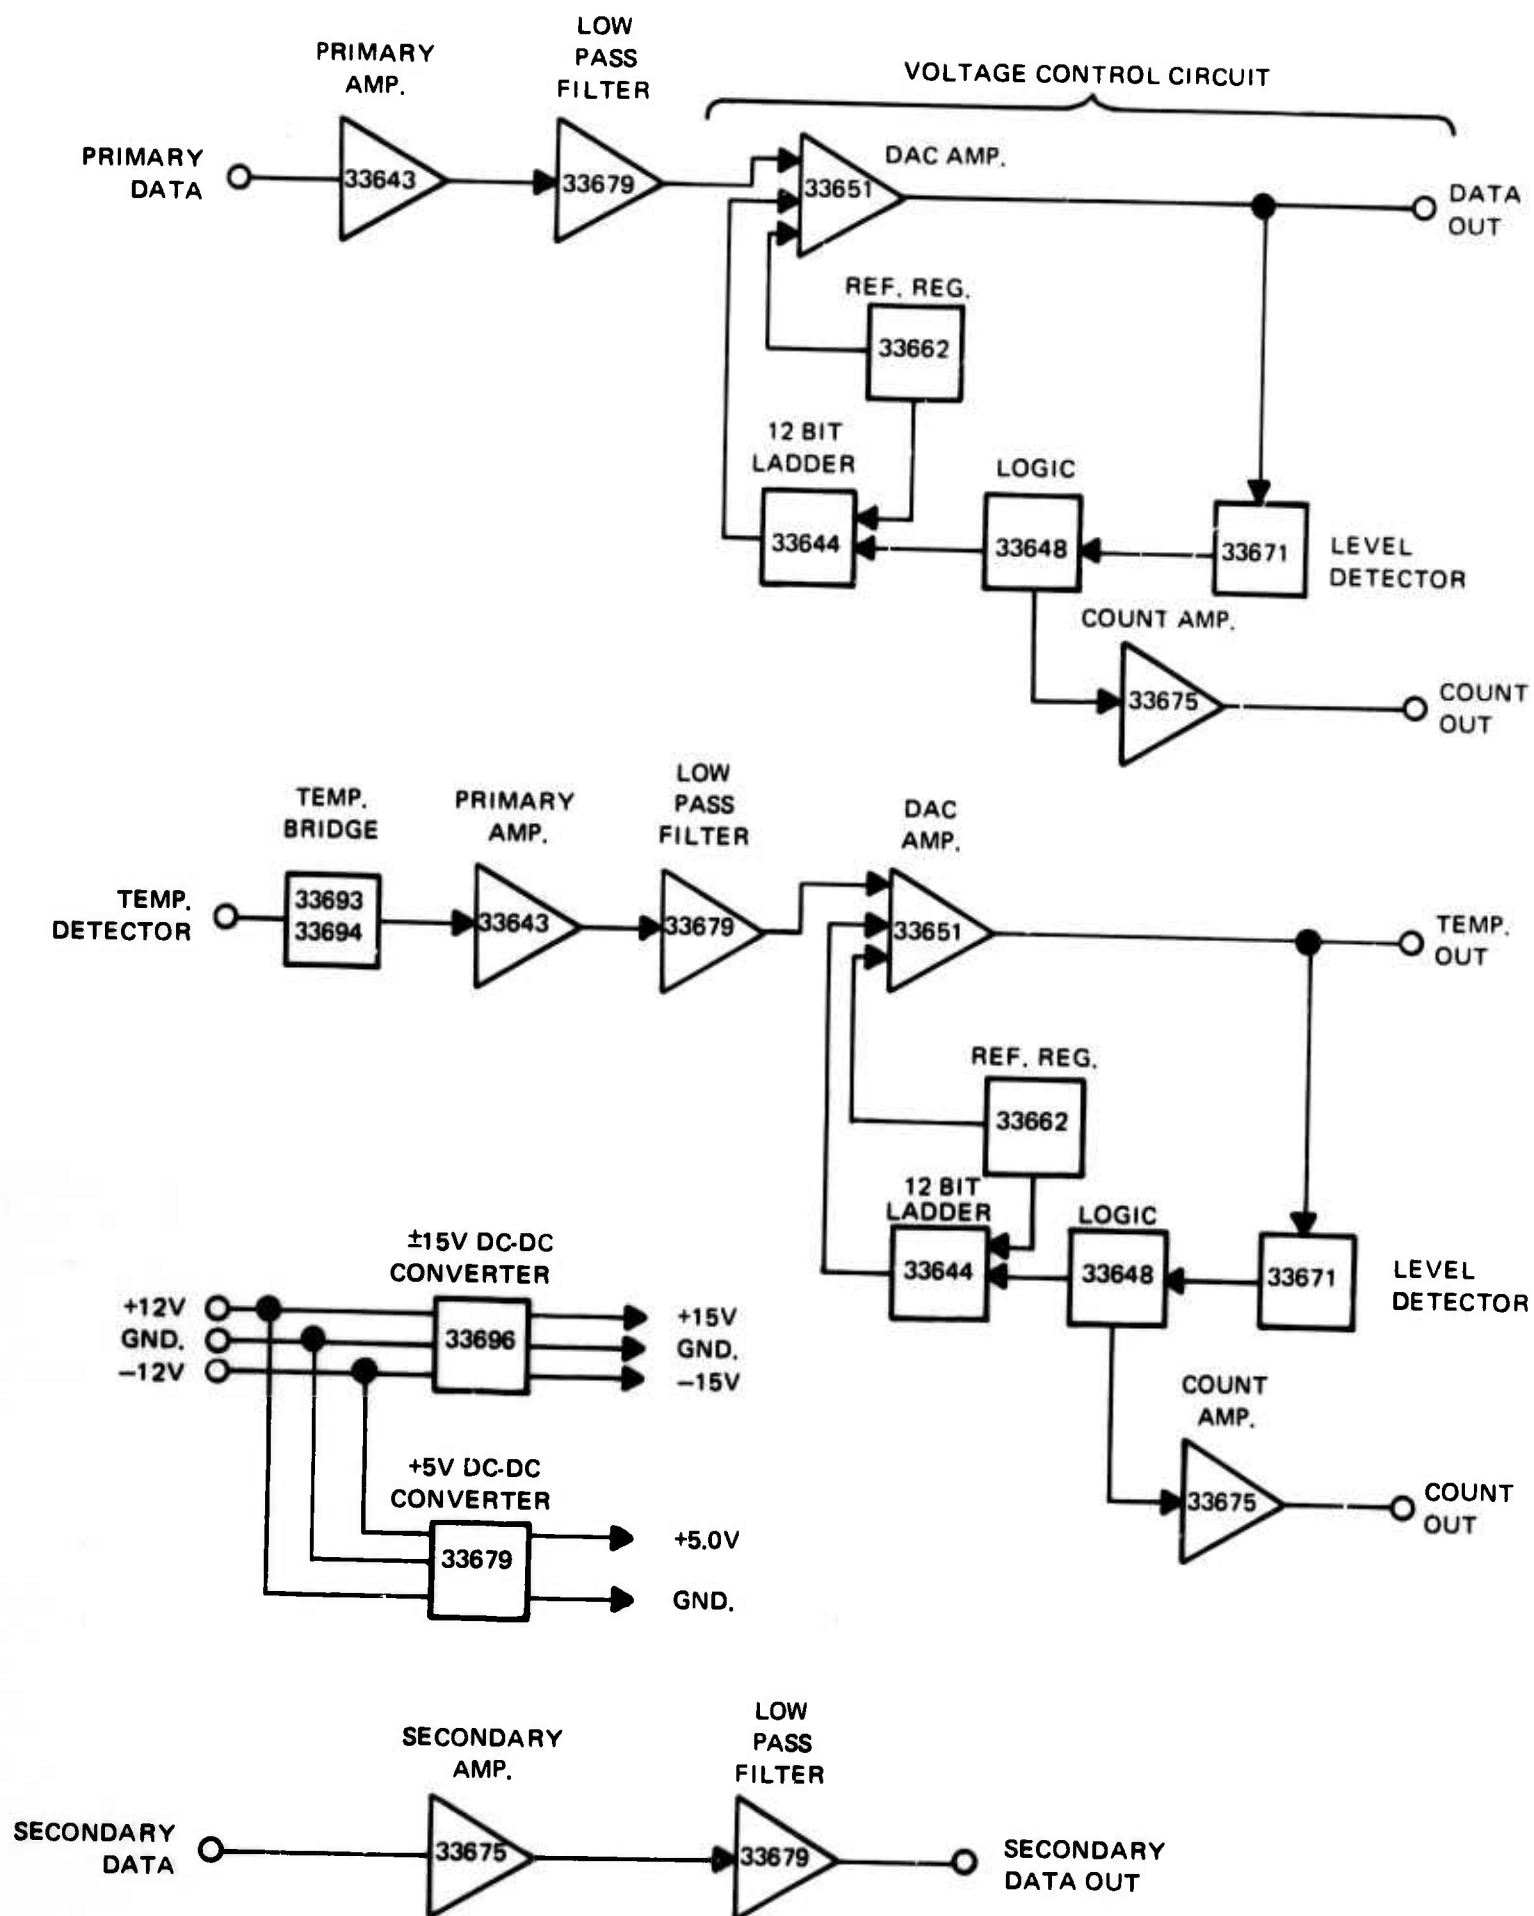 LOW
PASS
FILTER
PRIMARY
AMP.
VOLTAGE CONTROL CIRCUIT
PRIMARY
DATA
33643
33679
33651
DAC AMP.
DATA
OUT
REF. REG.
33662
12 BIT
LADDER
33644
LOGIC
33648
33671
LEVEL
DETECTOR
COUNT AMP.
33675
COUNT
OUT
TEMP.
BRIDGE
PRIMARY
AMP.
LOW
PASS
FILTER
DAC
AMP.
TEMP.
DETECTOR
33693
33694
33643
33679
33651
TEMP.
OUT
REF. REG.
33662
12 BIT
LADDER
33644
LOGIC
33648
33671
LEVEL
DETECTOR
COUNT
AMP.
33675
COUNT
OUT
±15V DC-DC
CONVERTER
+12V
GND.
–12V
33696
+15V
GND.
–15V
+5V DC-DC
CONVERTER
33679
+5.0V
GND.
SECONDARY
AMP.
LOW
PASS
FILTER
SECONDARY
DATA
33675
33679
SECONDARY
DATA OUT